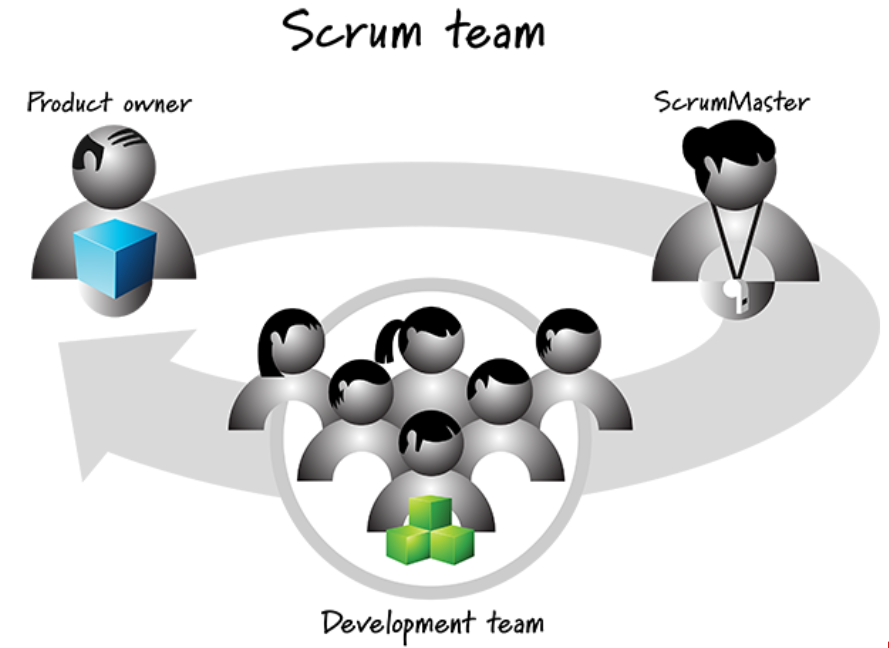 Scrum team
Product owner
ScrumMaster
Development team